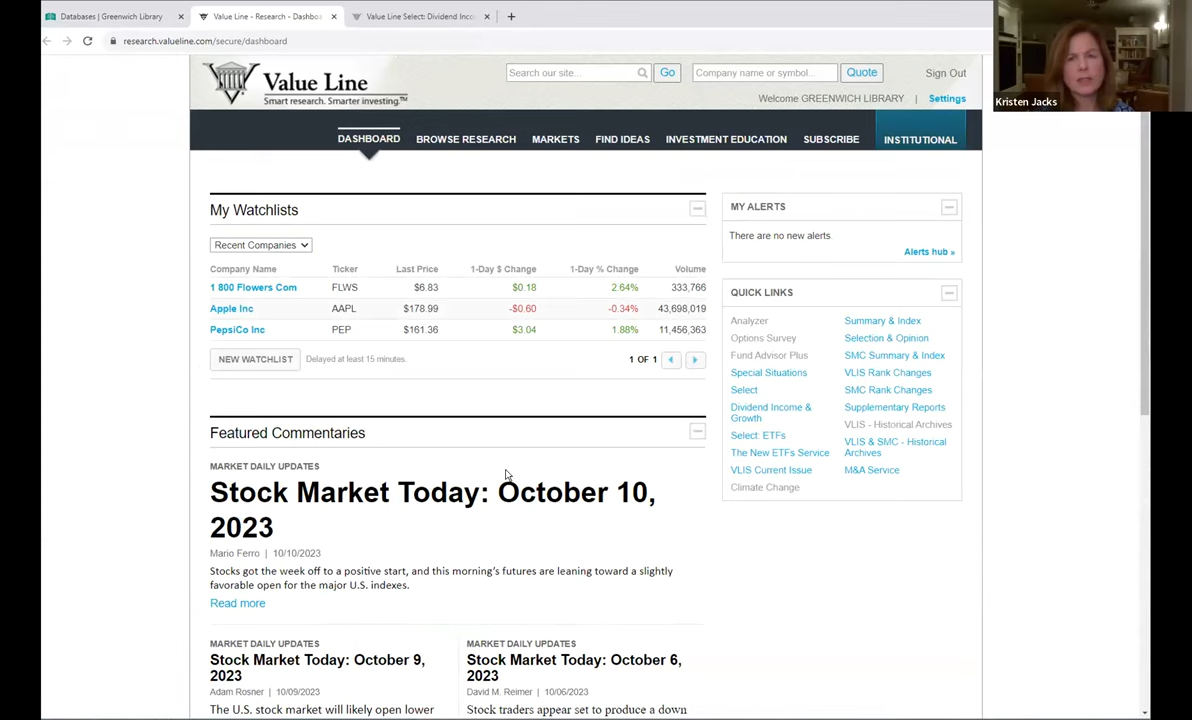 Databases | Greenwich Library
Value Line - Research - Dashboa
Value Line Select: Dividend Inc
research.valueline.com/secure/dashboard
Kristen Jacks
Value Line
Smart research. Smarter investing.™
Search our site...
Go
Company name or symbol...
Quote
Sign Out
Welcome GREENWICH LIBRARY | Settings
DASHBOARD BROWSE RESEARCH MARKETS FIND IDEAS INVESTMENT EDUCATION SUBSCRIBE INSTITUTIONAL
My Watchlists
Recent Companies
Company Name Ticker Last Price 1-Day $ Change 1-Day % Change Volume
1 800 Flowers Com FLWS $6.83 $0.18 2.64% 333,766
Apple Inc AAPL $178.99 -$0.60 -0.34% 43,698,019
PepsiCo Inc PEP $161.36 $3.04 1.88% 11,456,363
NEW WATCHLIST Delayed at least 15 minutes. 1 OF 1
Featured Commentaries
MARKET DAILY UPDATES
Stock Market Today: October 10,
2023
Mario Ferro | 10/10/2023
Stocks got the week off to a positive start, and this morning's futures are leaning toward a slightly
favorable open for the major U.S. indexes.
Read more
MARKET DAILY UPDATES
Stock Market Today: October 9,
2023
Adam Rosner | 10/09/2023
The U.S. stock market will likely open lower
MARKET DAILY UPDATES
Stock Market Today: October 6,
2023
David M. Reimer | 10/06/2023
Stock traders appear set to produce a down
MY ALERTS
There are no new alerts.
Alerts hub »
QUICK LINKS
Analyzer
Options Survey
Fund Advisor Plus
Special Situations
Select
Dividend Income &
Growth
Select: ETFs
The New ETFs Service
VLIS Current Issue
Climate Change
Summary & Index
Selection & Opinion
SMC Summary & Index
VLIS Rank Changes
SMC Rank Changes
Supplementary Reports
VLIS - Historical Archives
VLIS & SMC - Historical
Archives
M&A Service